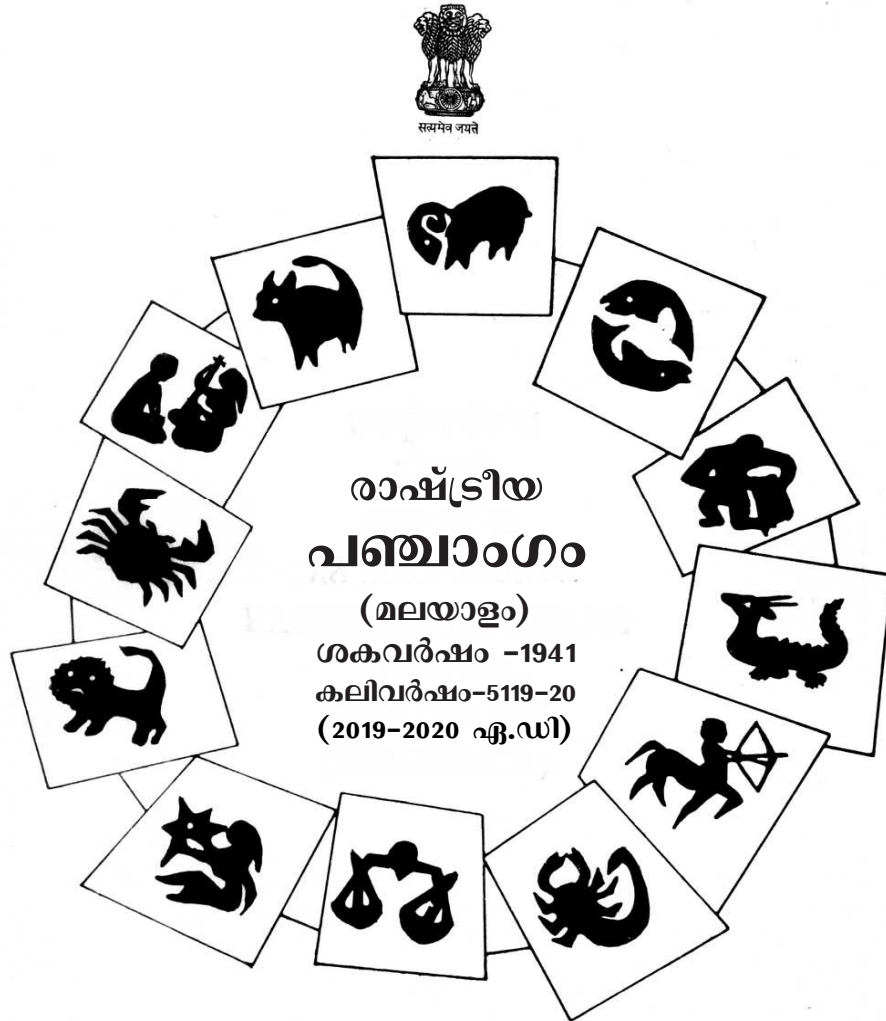 सत्यमेव जयते
രാഷ്ട്രീയ
പഞ്ചാംഗം
(മലയാളം)
ശകവർഷം -1941
കലിവർഷം-5119-20
(2019-2020 ഏ.ഡി)